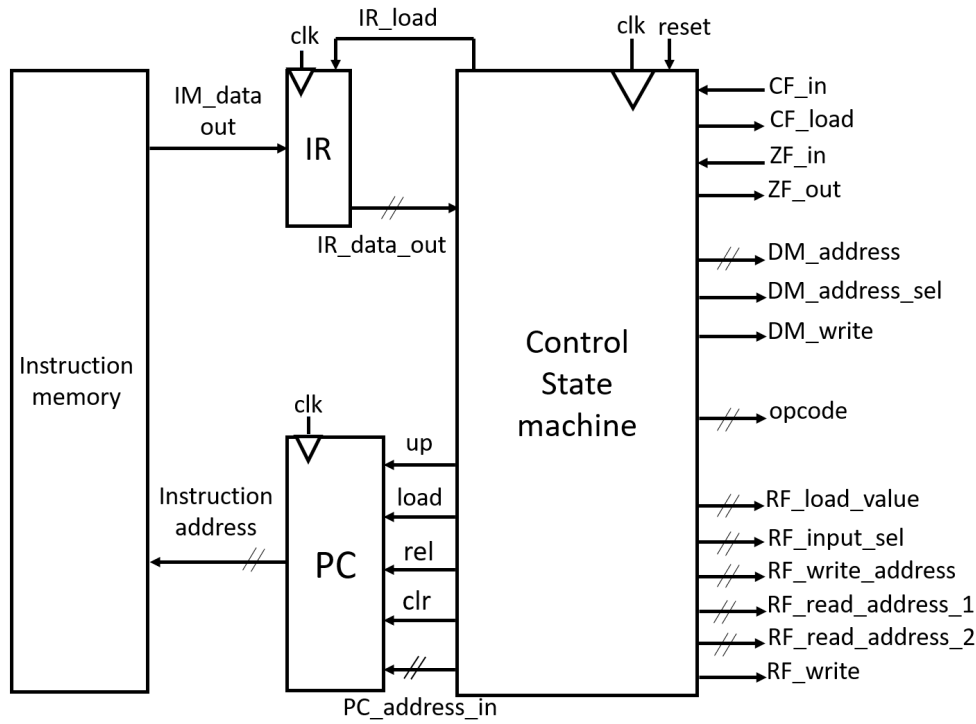 IR_load
clk
clk
reset
IM_data
out
IR
IR_data_out
CF_in
CF_load
ZF_in
ZF_out
DM_address
DM_address_sel
DM_write
Control
State
machine
Instruction
memory
clk
opcode
up
load
rel
clr
Instruction
address
PC
PC_address_in
RF_load_value
RF_input_sel
RF_write_address
RF_read_address_1
RF_read_address_2
RF_write